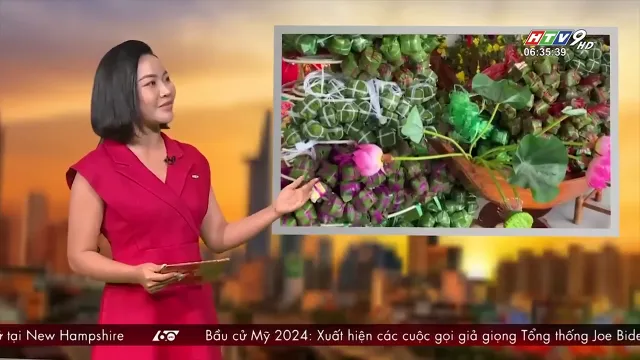 HTV9 HD
06:35:39
ử tại New Hampshire
60
Bầu cử Mỹ 2024: Xuất hiện các cuộc gọi giả giọng Tổng thống Joe Bide